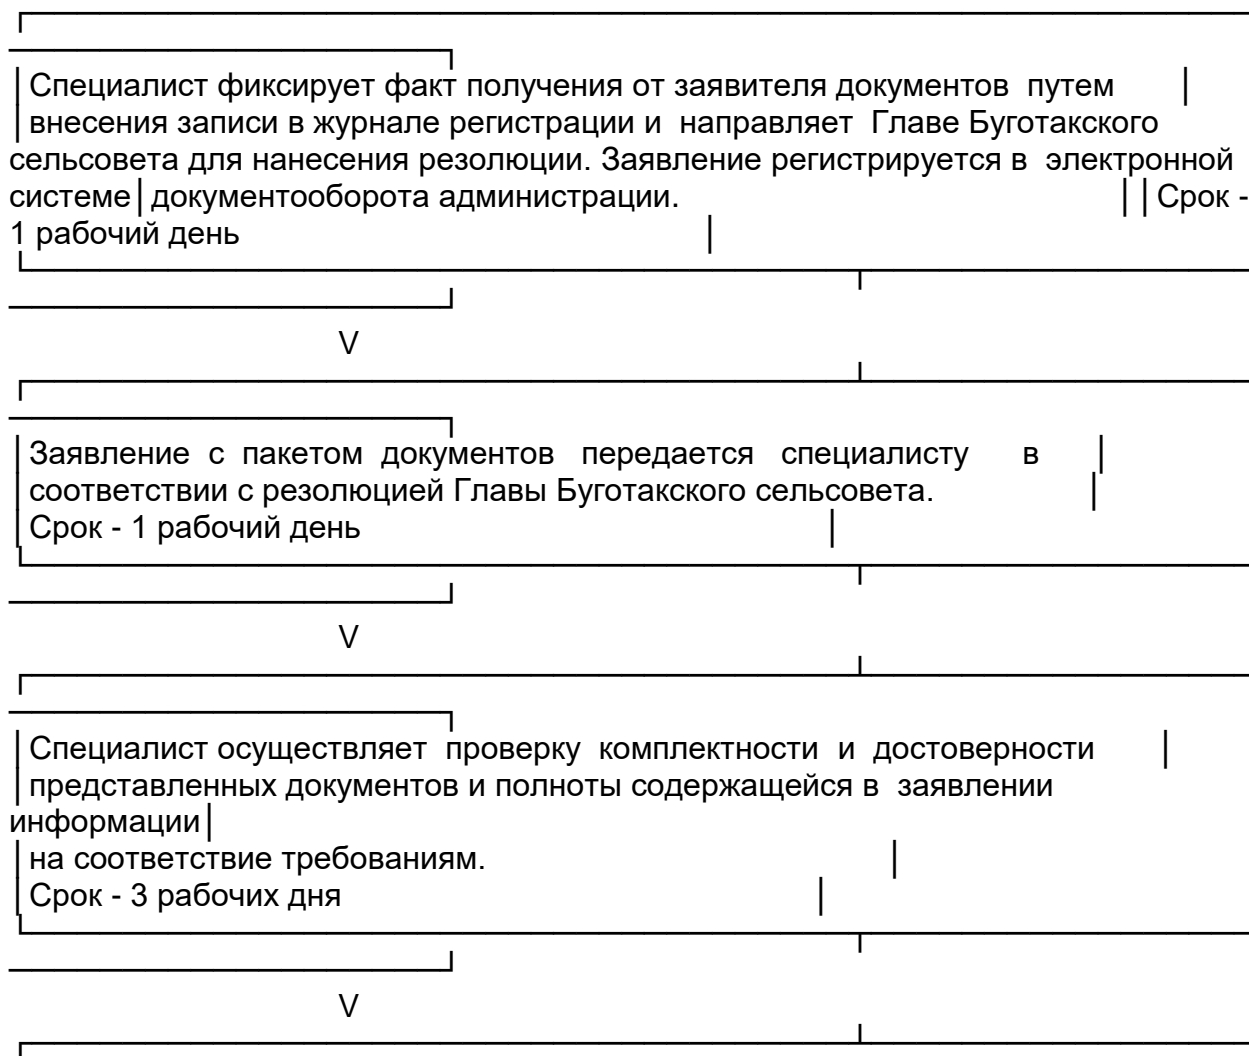 Специалист фиксирует факт получения от заявителя документов путем
внесения записи в журнале регистрации и направляет Главе Буготакского
сельсовета для нанесения резолюции. Заявление регистрируется в электронной
системе│документооборота администрации. ││Срок -
1 рабочий день
V
Заявление с пакетом документов передается специалисту в
соответствии с резолюцией Главы Буготакского сельсовета.
Срок - 1 рабочий день
V
Специалист осуществляет проверку комплектности и достоверности
представленных документов и полноты содержащейся в заявлении
информации
на соответствие требованиям.
Срок - 3 рабочих дня
V